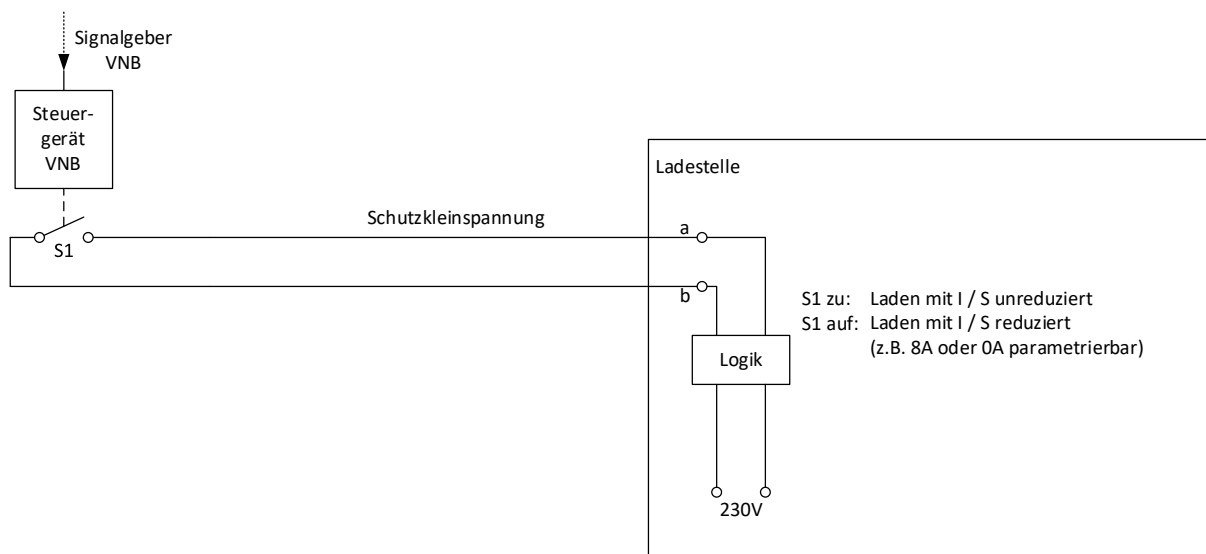 Signalgeber
VNB
Steuer-
gerät
VNB
Ladestelle
Schutzkleinspannung
S1
a
b
S1 zu: Laden mit I / S unreduziert
S1 auf: Laden mit I / S reduziert
(z.B. 8A oder 0A parametrierbar)
Logik
230V